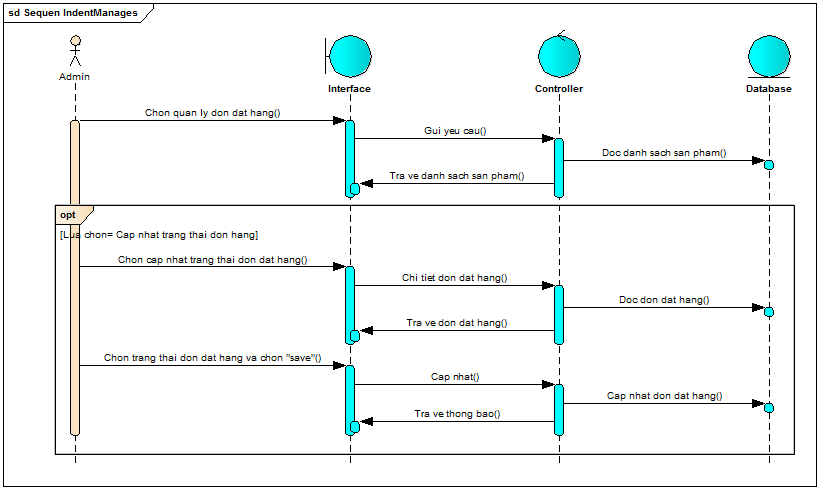 sd Sequen IndentManages
Admin
Interface
Controller
Database
Chon quan ly don dat hang()
Gui yeu cau()
Doc danh sach san pham()
Tra ve danh sach san pham()
opt
[Lua chon= Cap nhat trang thai don hang]
Chon cap nhat trang thai don dat hang()
Chi tiet don dat hang()
Doc don dat hang()
Tra ve don dat hang()
Chon trang thai don dat hang va chon "save"()
Cap nhat()
Cap nhat don dat hang()
Tra ve thong bao()